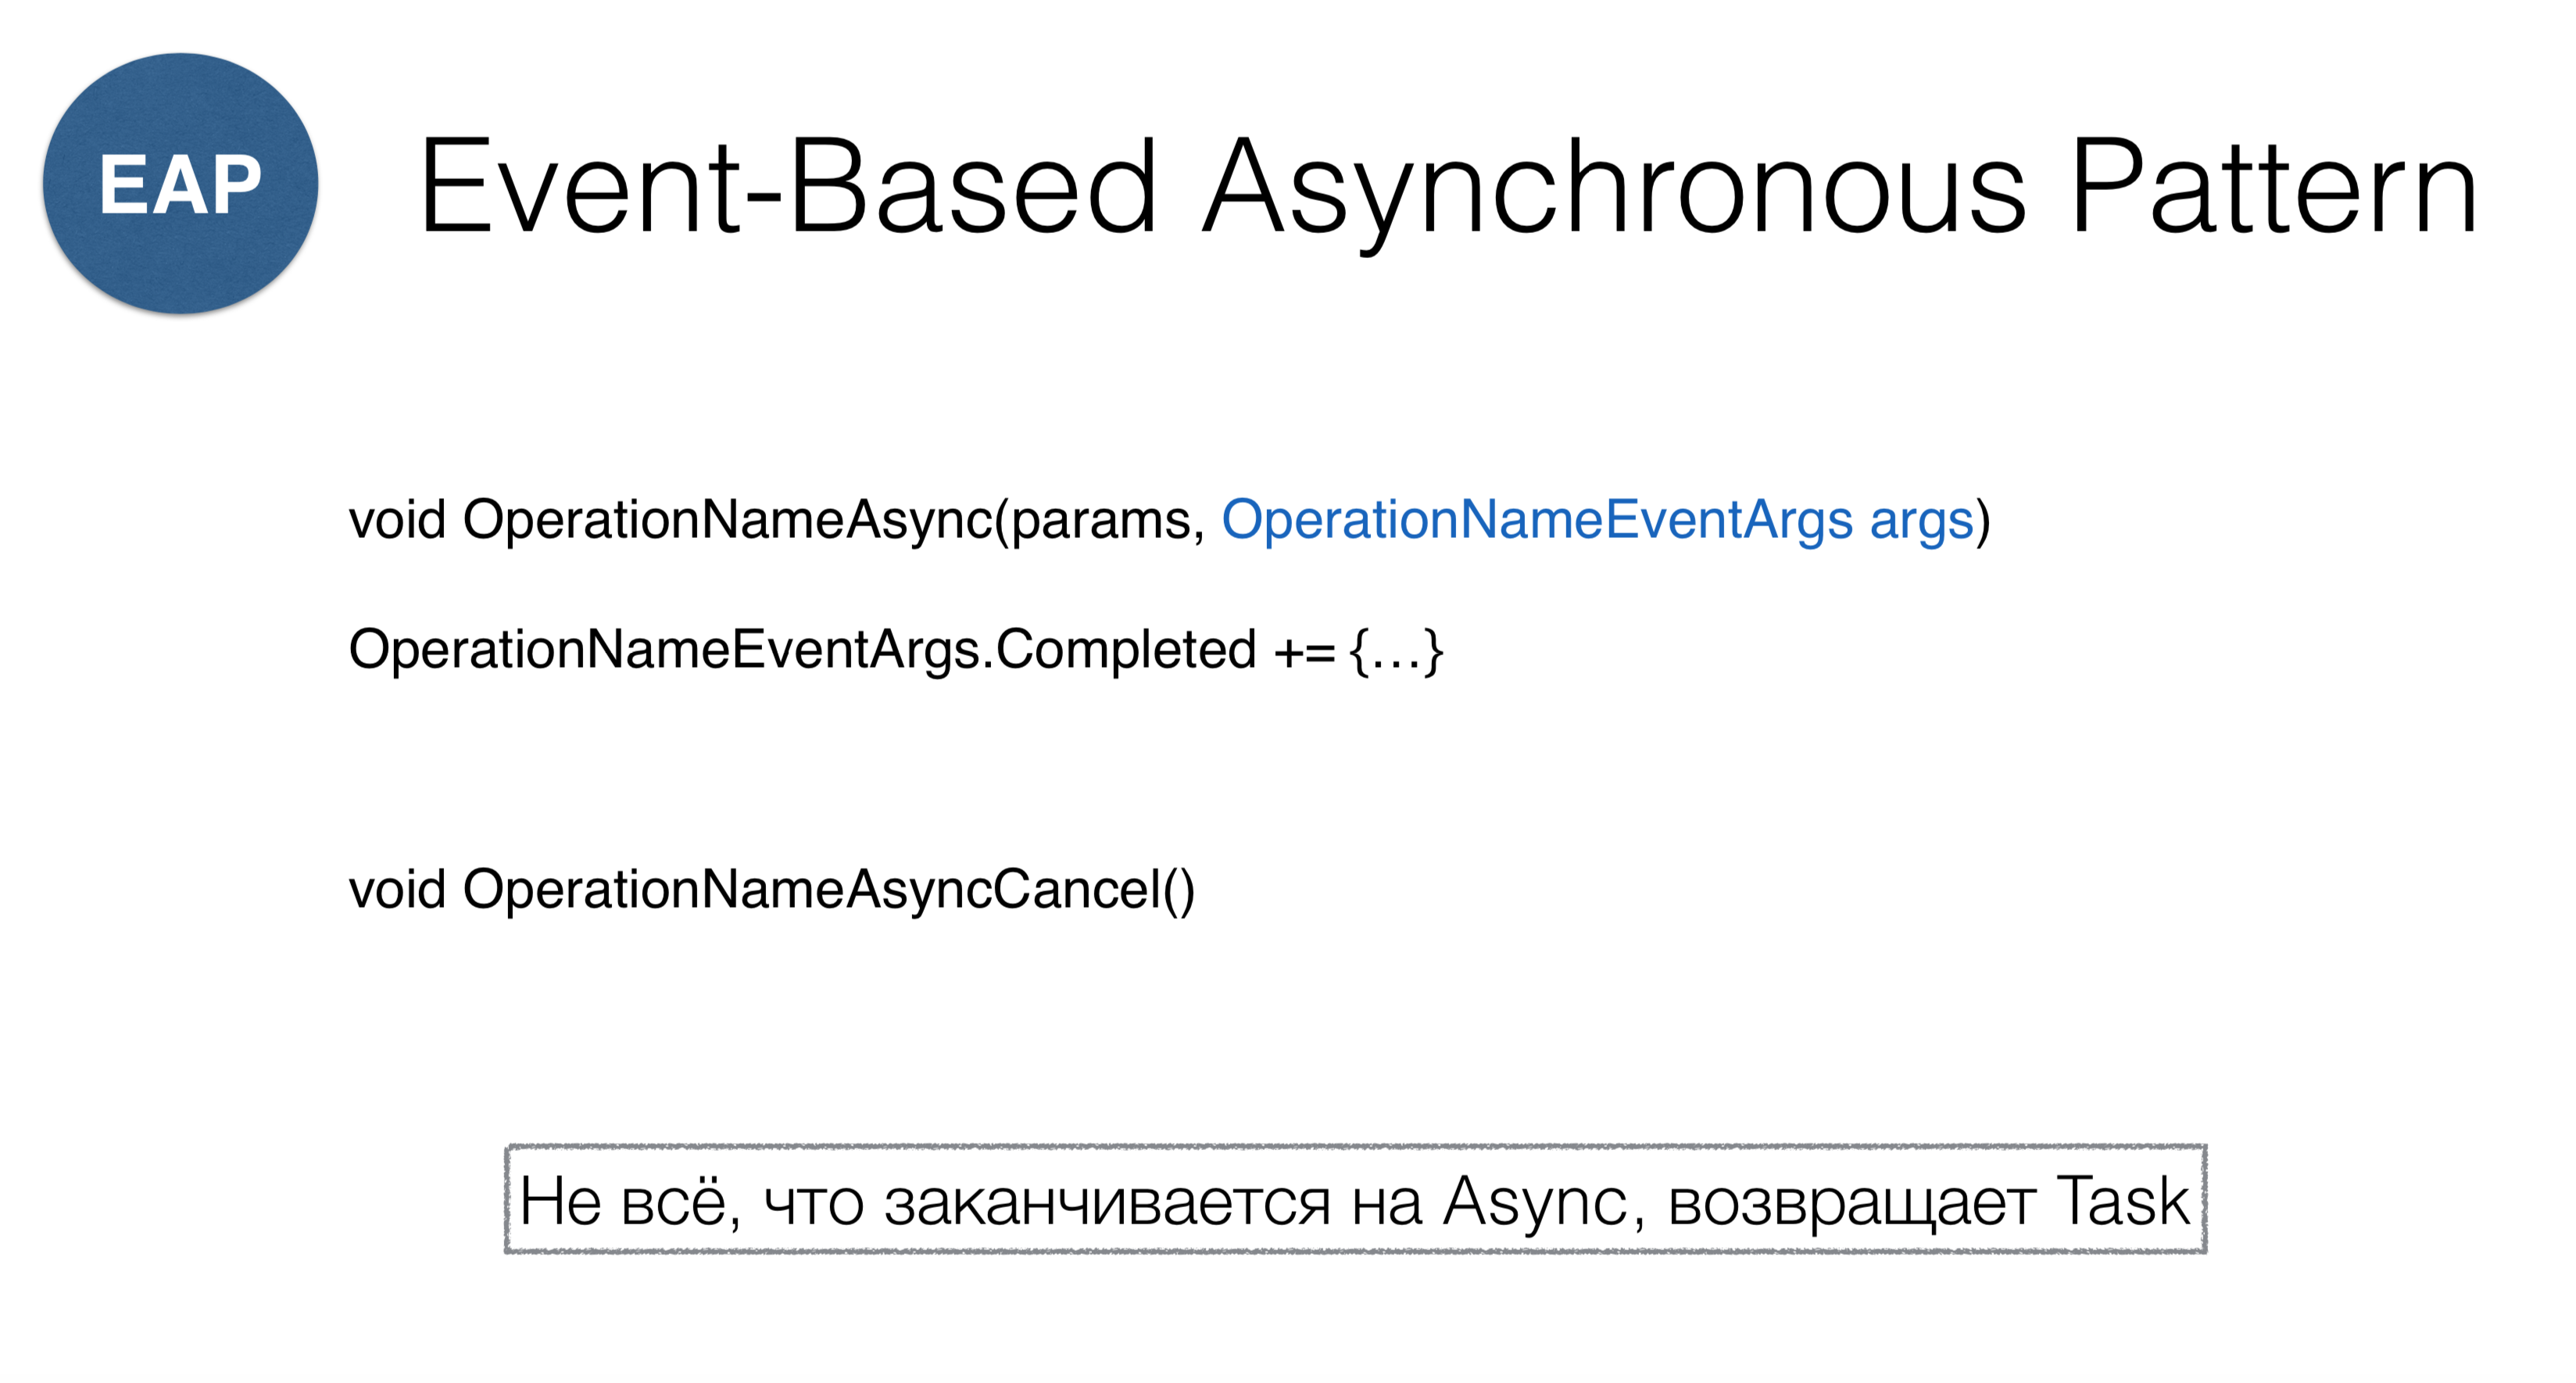 EAP
Event-Based Asynchronous Pattern
void OperationNameAsync(params, OperationNameEventArgs args)
OperationNameEventArgs.Completed += {…}
void OperationNameAsyncCancel()
Не всё, что заканчивается на Async, возвращает Task